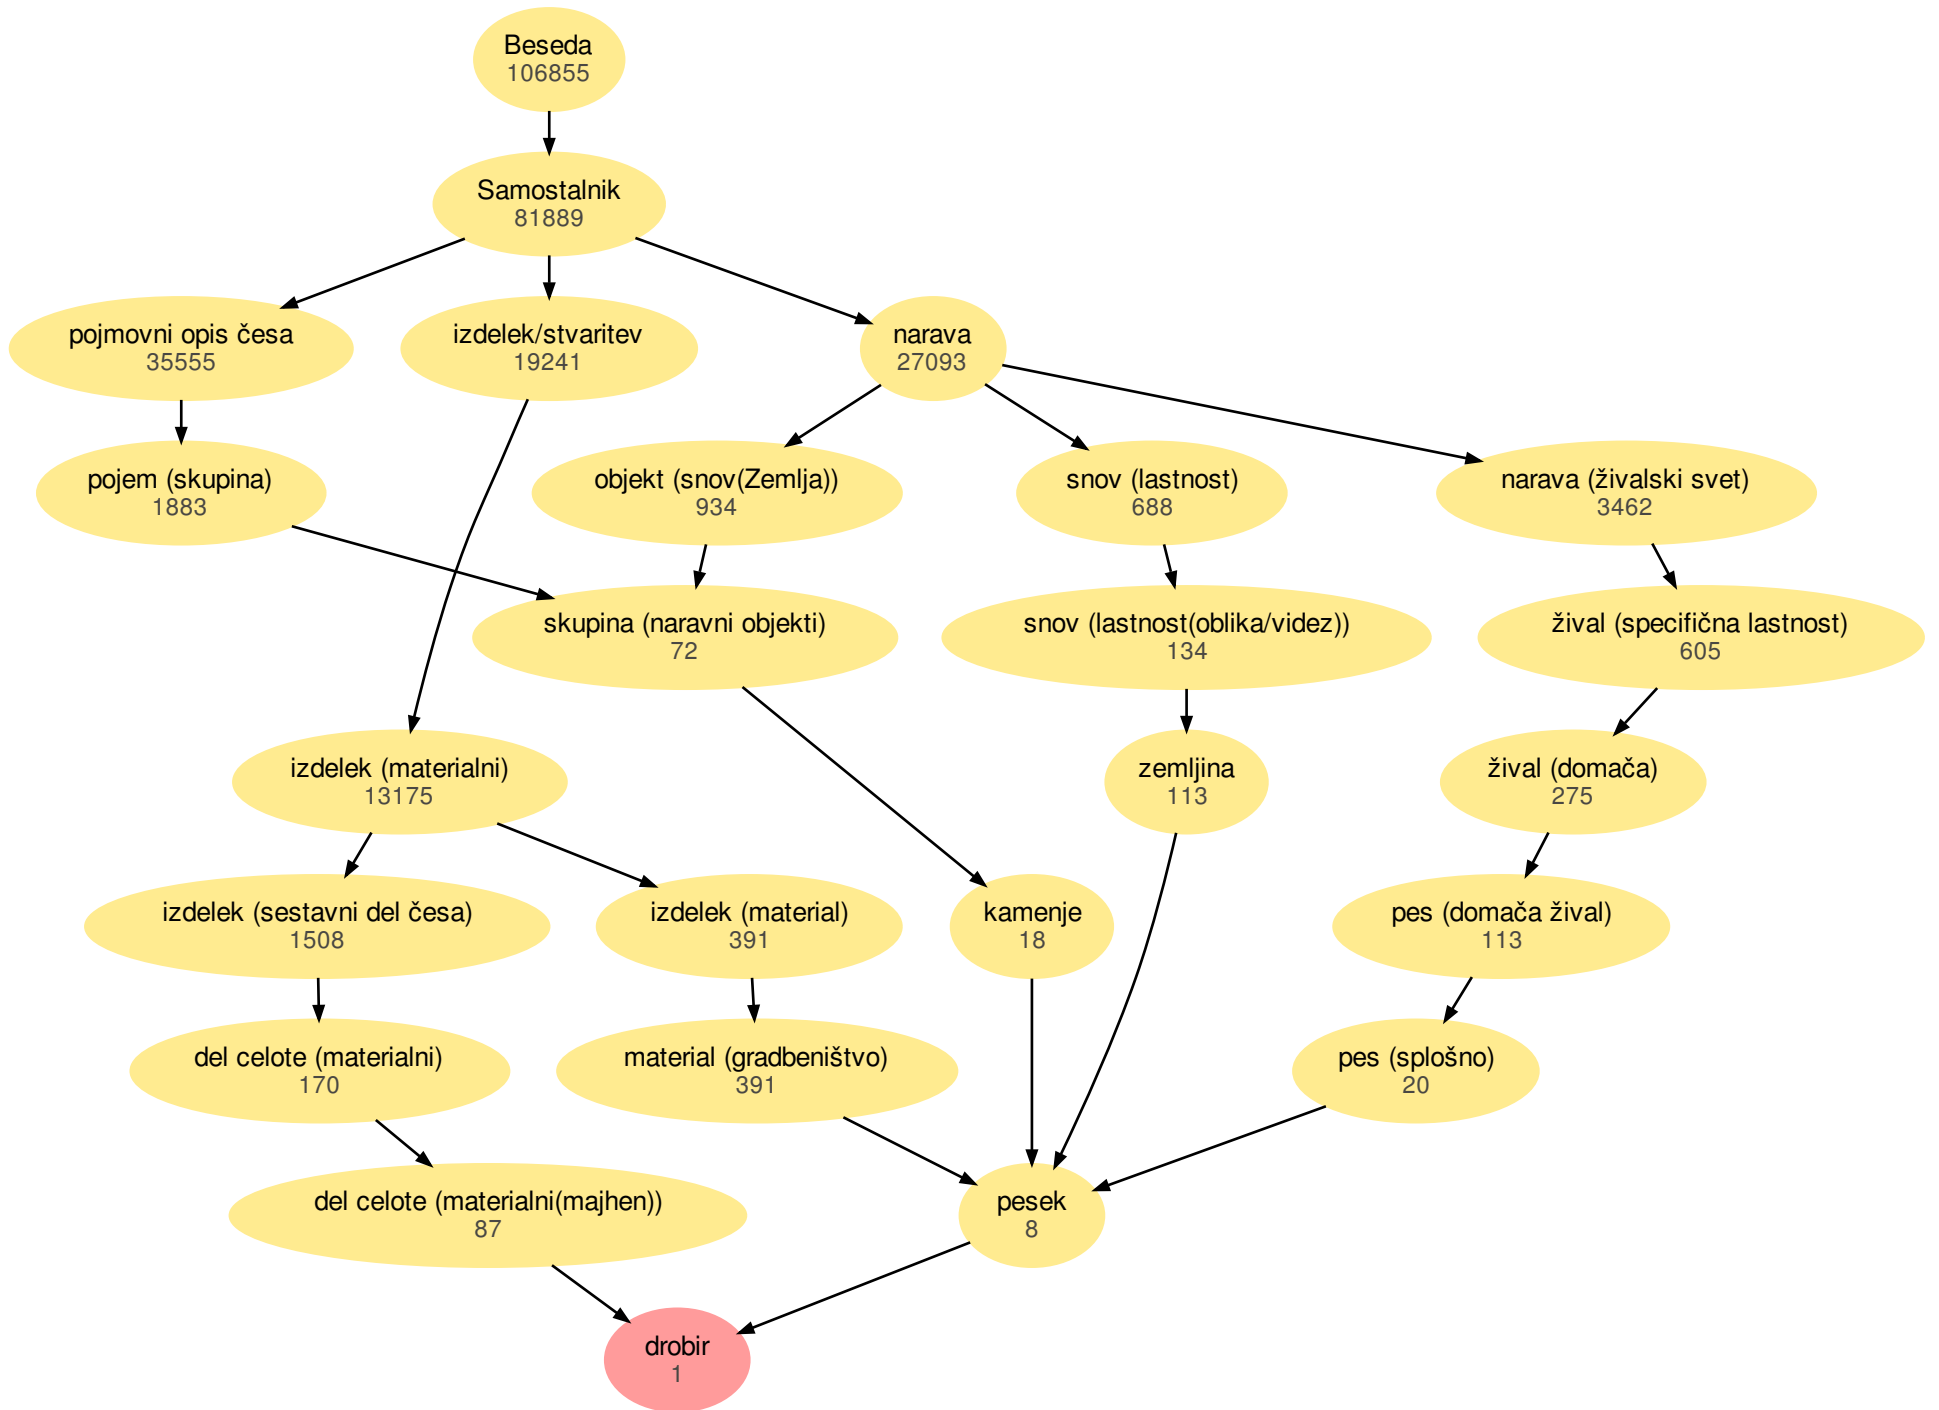 Beseda
106855
Samostalnik
81889
pojmovni opis česa
35555
izdelek/stvaritev
19241
narava
27093
pojem (skupina)
1883
objekt (snov(Zemlja))
934
snov (lastnost)
688
narava (živalski svet)
3462
skupina (naravni objekti)
72
snov (lastnost(oblika/videz))
134
žival (specifična lastnost)
605
izdelek (materialni)
13175
zemljina
113
žival (domača)
275
izdelek (sestavni del česa)
1508
izdelek (material)
391
kamenje
18
pes (domača žival)
113
del celote (materialni)
170
material (gradbeništvo)
391
pes (splošno)
20
del celote (materialni(majhen))
87
pesek
8
drobir
1